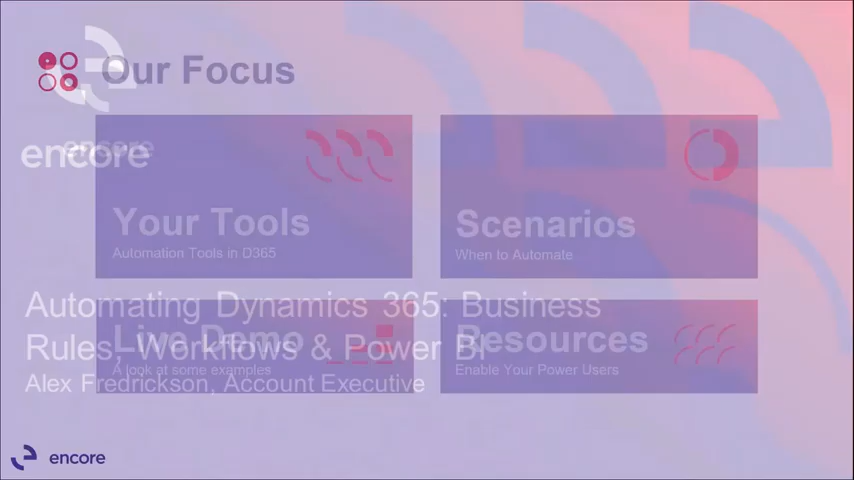 Our Focus
encore
encore
Your Tools
Automation Tools in D365
Scenarios
When to Automate
Automating Dynamics 365: Business
Rules, Workflows & Power BI
Alex Fredrickson, Account Executive
Live Demo
A look at some examples
Resources
Enable Your Power Users
encore